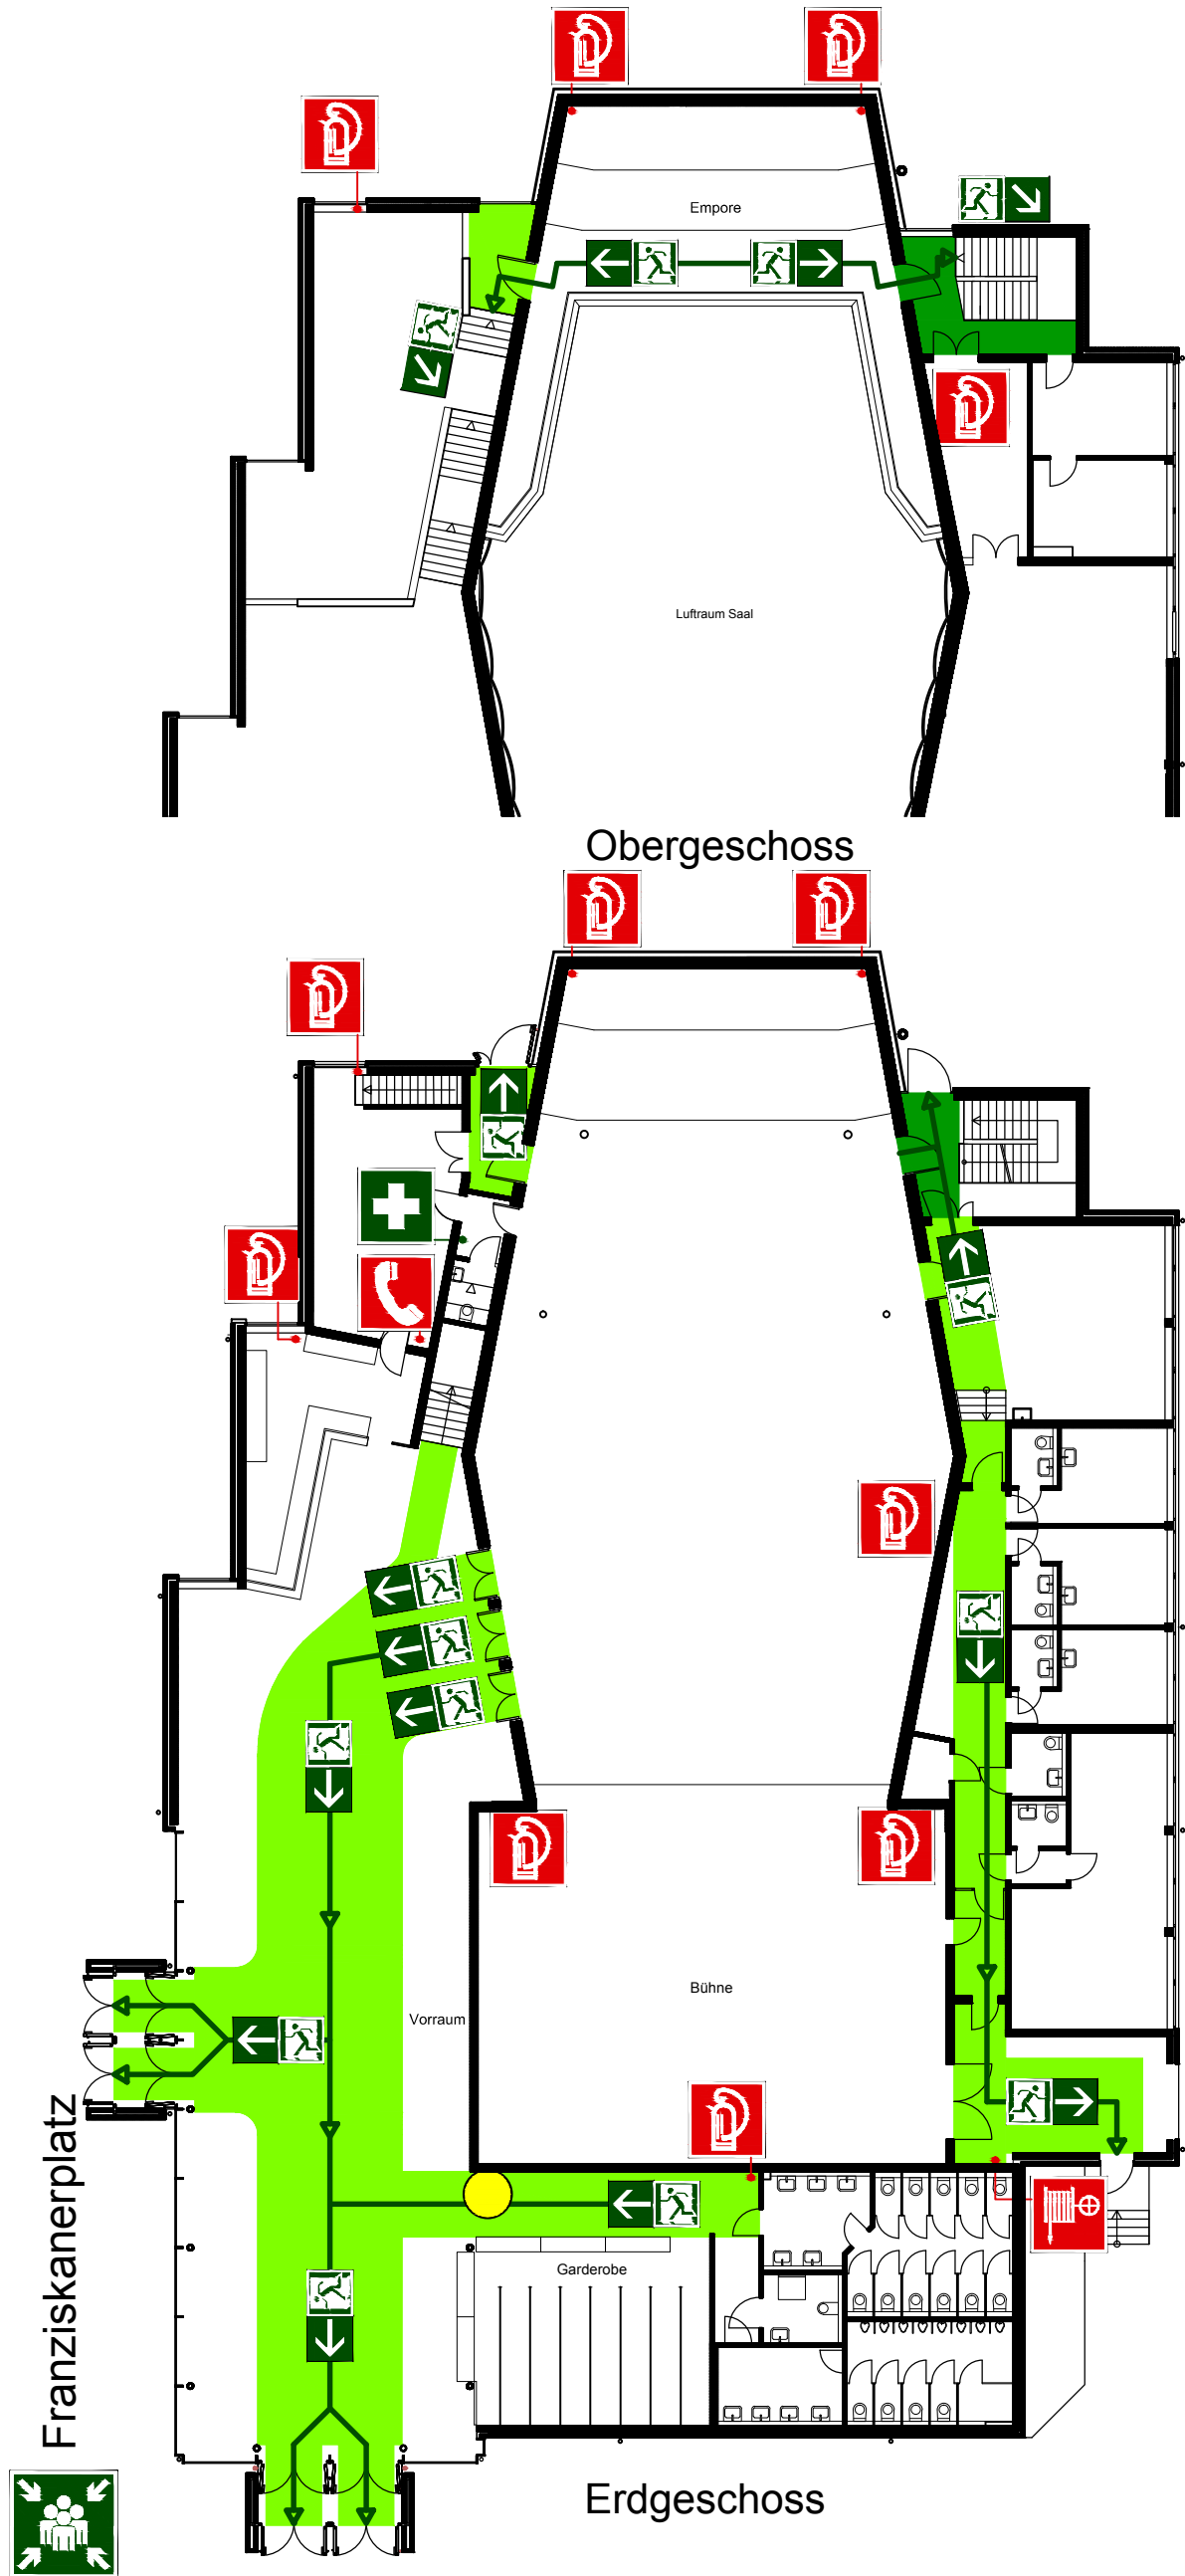 Empore
Luftraum Saal
Obergeschoss
Bühne
Vorraum
Franziskanerplatz
Garderobe
Erdgeschoss